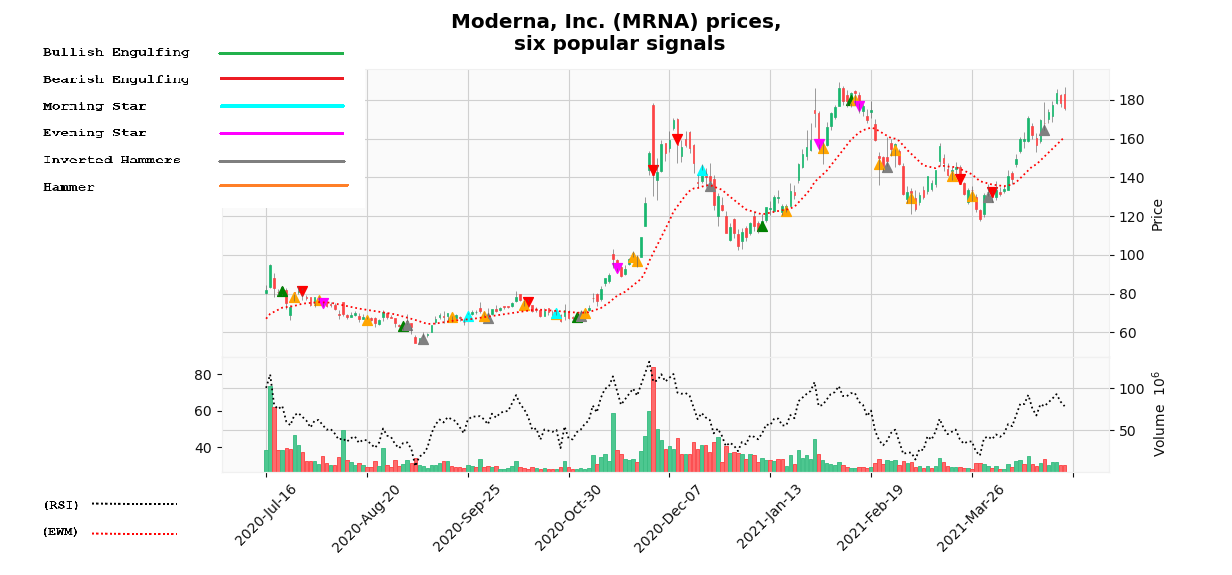 Moderna, Inc. (MRNA) prices,
six popular signals
Bullish Engulfing
Bearish Engulfing
Morning Star
Evening Star
Inverted Hammers
Hammer
180
160
140
120
100
80
60
Price
80
60
40
100
50
Volume 10⁶
2020-Jul-16
2020-Aug-20
2020-Sep-25
2020-Oct-30
2020-Dec-07
2021-Jan-13
2021-Feb-19
2021-Mar-26
(RSI)
(EWM)